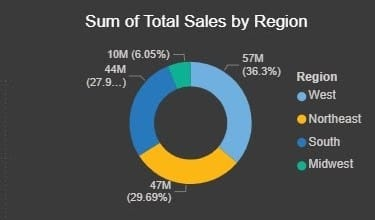 Sum of Total Sales by Region
10M (6.05%)
57M
(36.3%)
44M
(27.9...)
47M
(29.69%)
Region
West
Northeast
South
Midwest